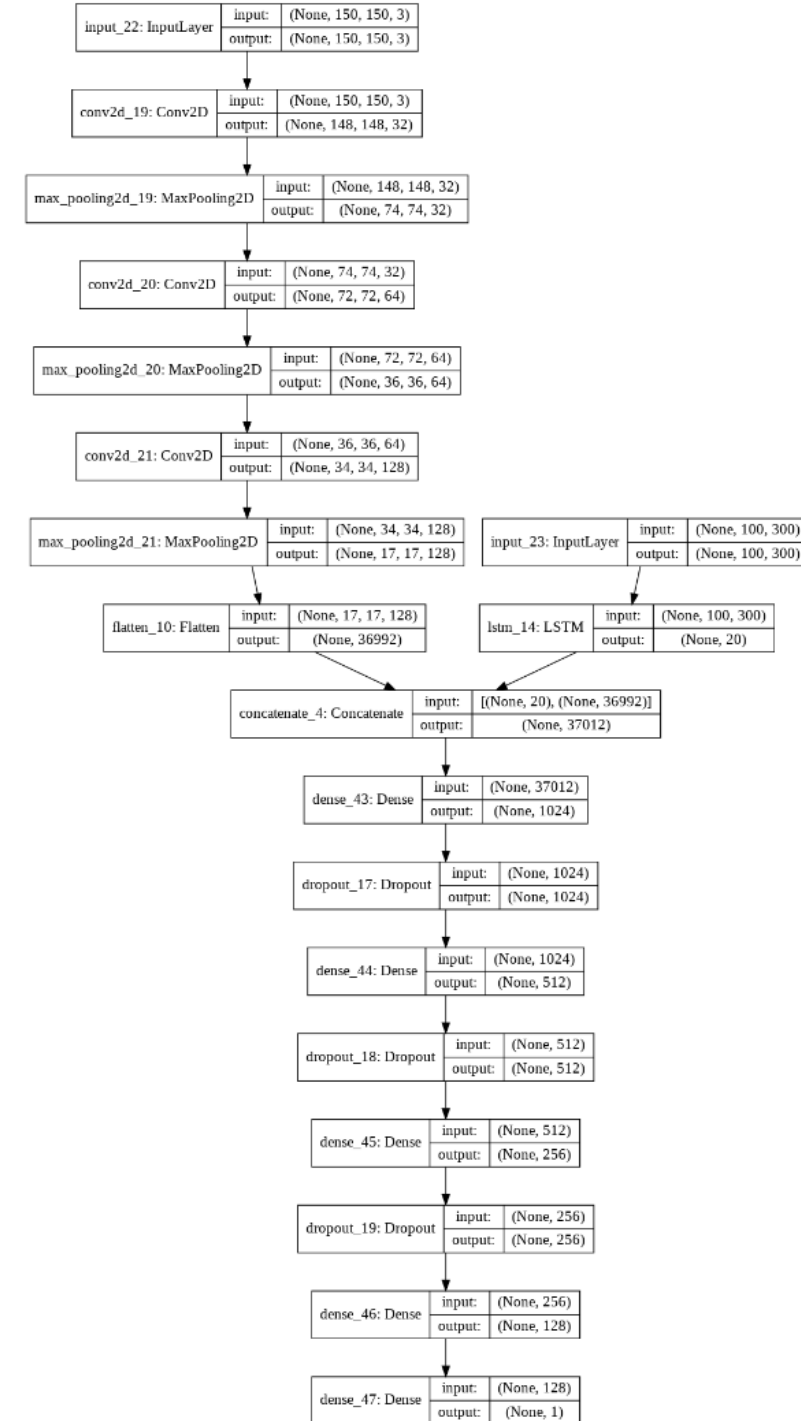 input_22: InputLayer
input: (None, 150, 150, 3)
output: (None, 150, 150, 3)
conv2d_19: Conv2D
input: (None, 150, 150, 3)
output: (None, 148, 148, 32)
max_pooling2d_19: MaxPooling2D
input: (None, 148, 148, 32)
output: (None, 74, 74, 32)
conv2d_20: Conv2D
input: (None, 74, 74, 32)
output: (None, 72, 72, 64)
max_pooling2d_20: MaxPooling2D
input: (None, 72, 72, 64)
output: (None, 36, 36, 64)
conv2d_21: Conv2D
input: (None, 36, 36, 64)
output: (None, 34, 34, 128)
max_pooling2d_21: MaxPooling2D
input: (None, 34, 34, 128)
output: (None, 17, 17, 128)
input_23: InputLayer
input: (None, 100, 300)
output: (None, 100, 300)
flatten_10: Flatten
input: (None, 17, 17, 128)
output: (None, 36992)
lstm_14: LSTM
input: (None, 100, 300)
output: (None, 20)
concatenate_4: Concatenate
input: [(None, 20), (None, 36992)]
output: (None, 37012)
dense_43: Dense
input: (None, 37012)
output: (None, 1024)
dropout_17: Dropout
input: (None, 1024)
output: (None, 1024)
dense_44: Dense
input: (None, 1024)
output: (None, 512)
dropout_18: Dropout
input: (None, 512)
output: (None, 512)
dense_45: Dense
input: (None, 512)
output: (None, 256)
dropout_19: Dropout
input: (None, 256)
output: (None, 256)
dense_46: Dense
input: (None, 256)
output: (None, 128)
dense_47: Dense
input: (None, 128)
output: (None, 1)